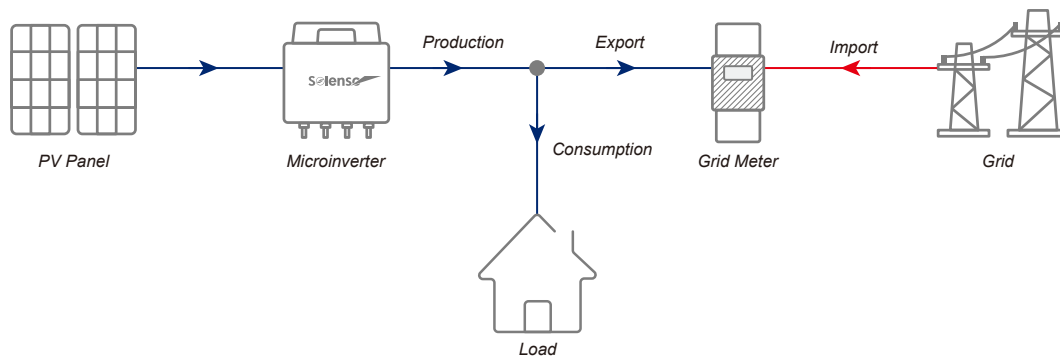 Production
Export
Import
Solenso
Consumption
PV Panel
Microinverter
Grid Meter
Grid
Load